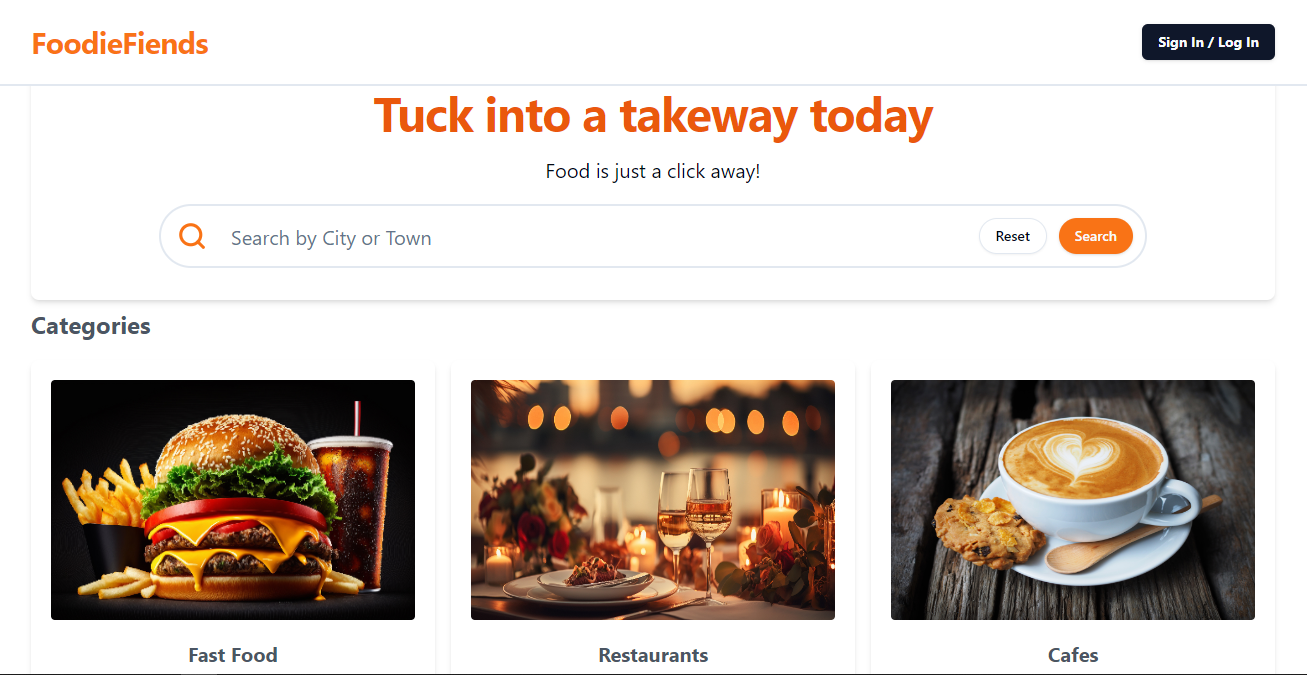 FoodieFiends
Sign In / Log In
Tuck into a takeway today
Food is just a click away!
Search by City or Town
Reset
Search
Categories
Fast Food
Restaurants
Cafes